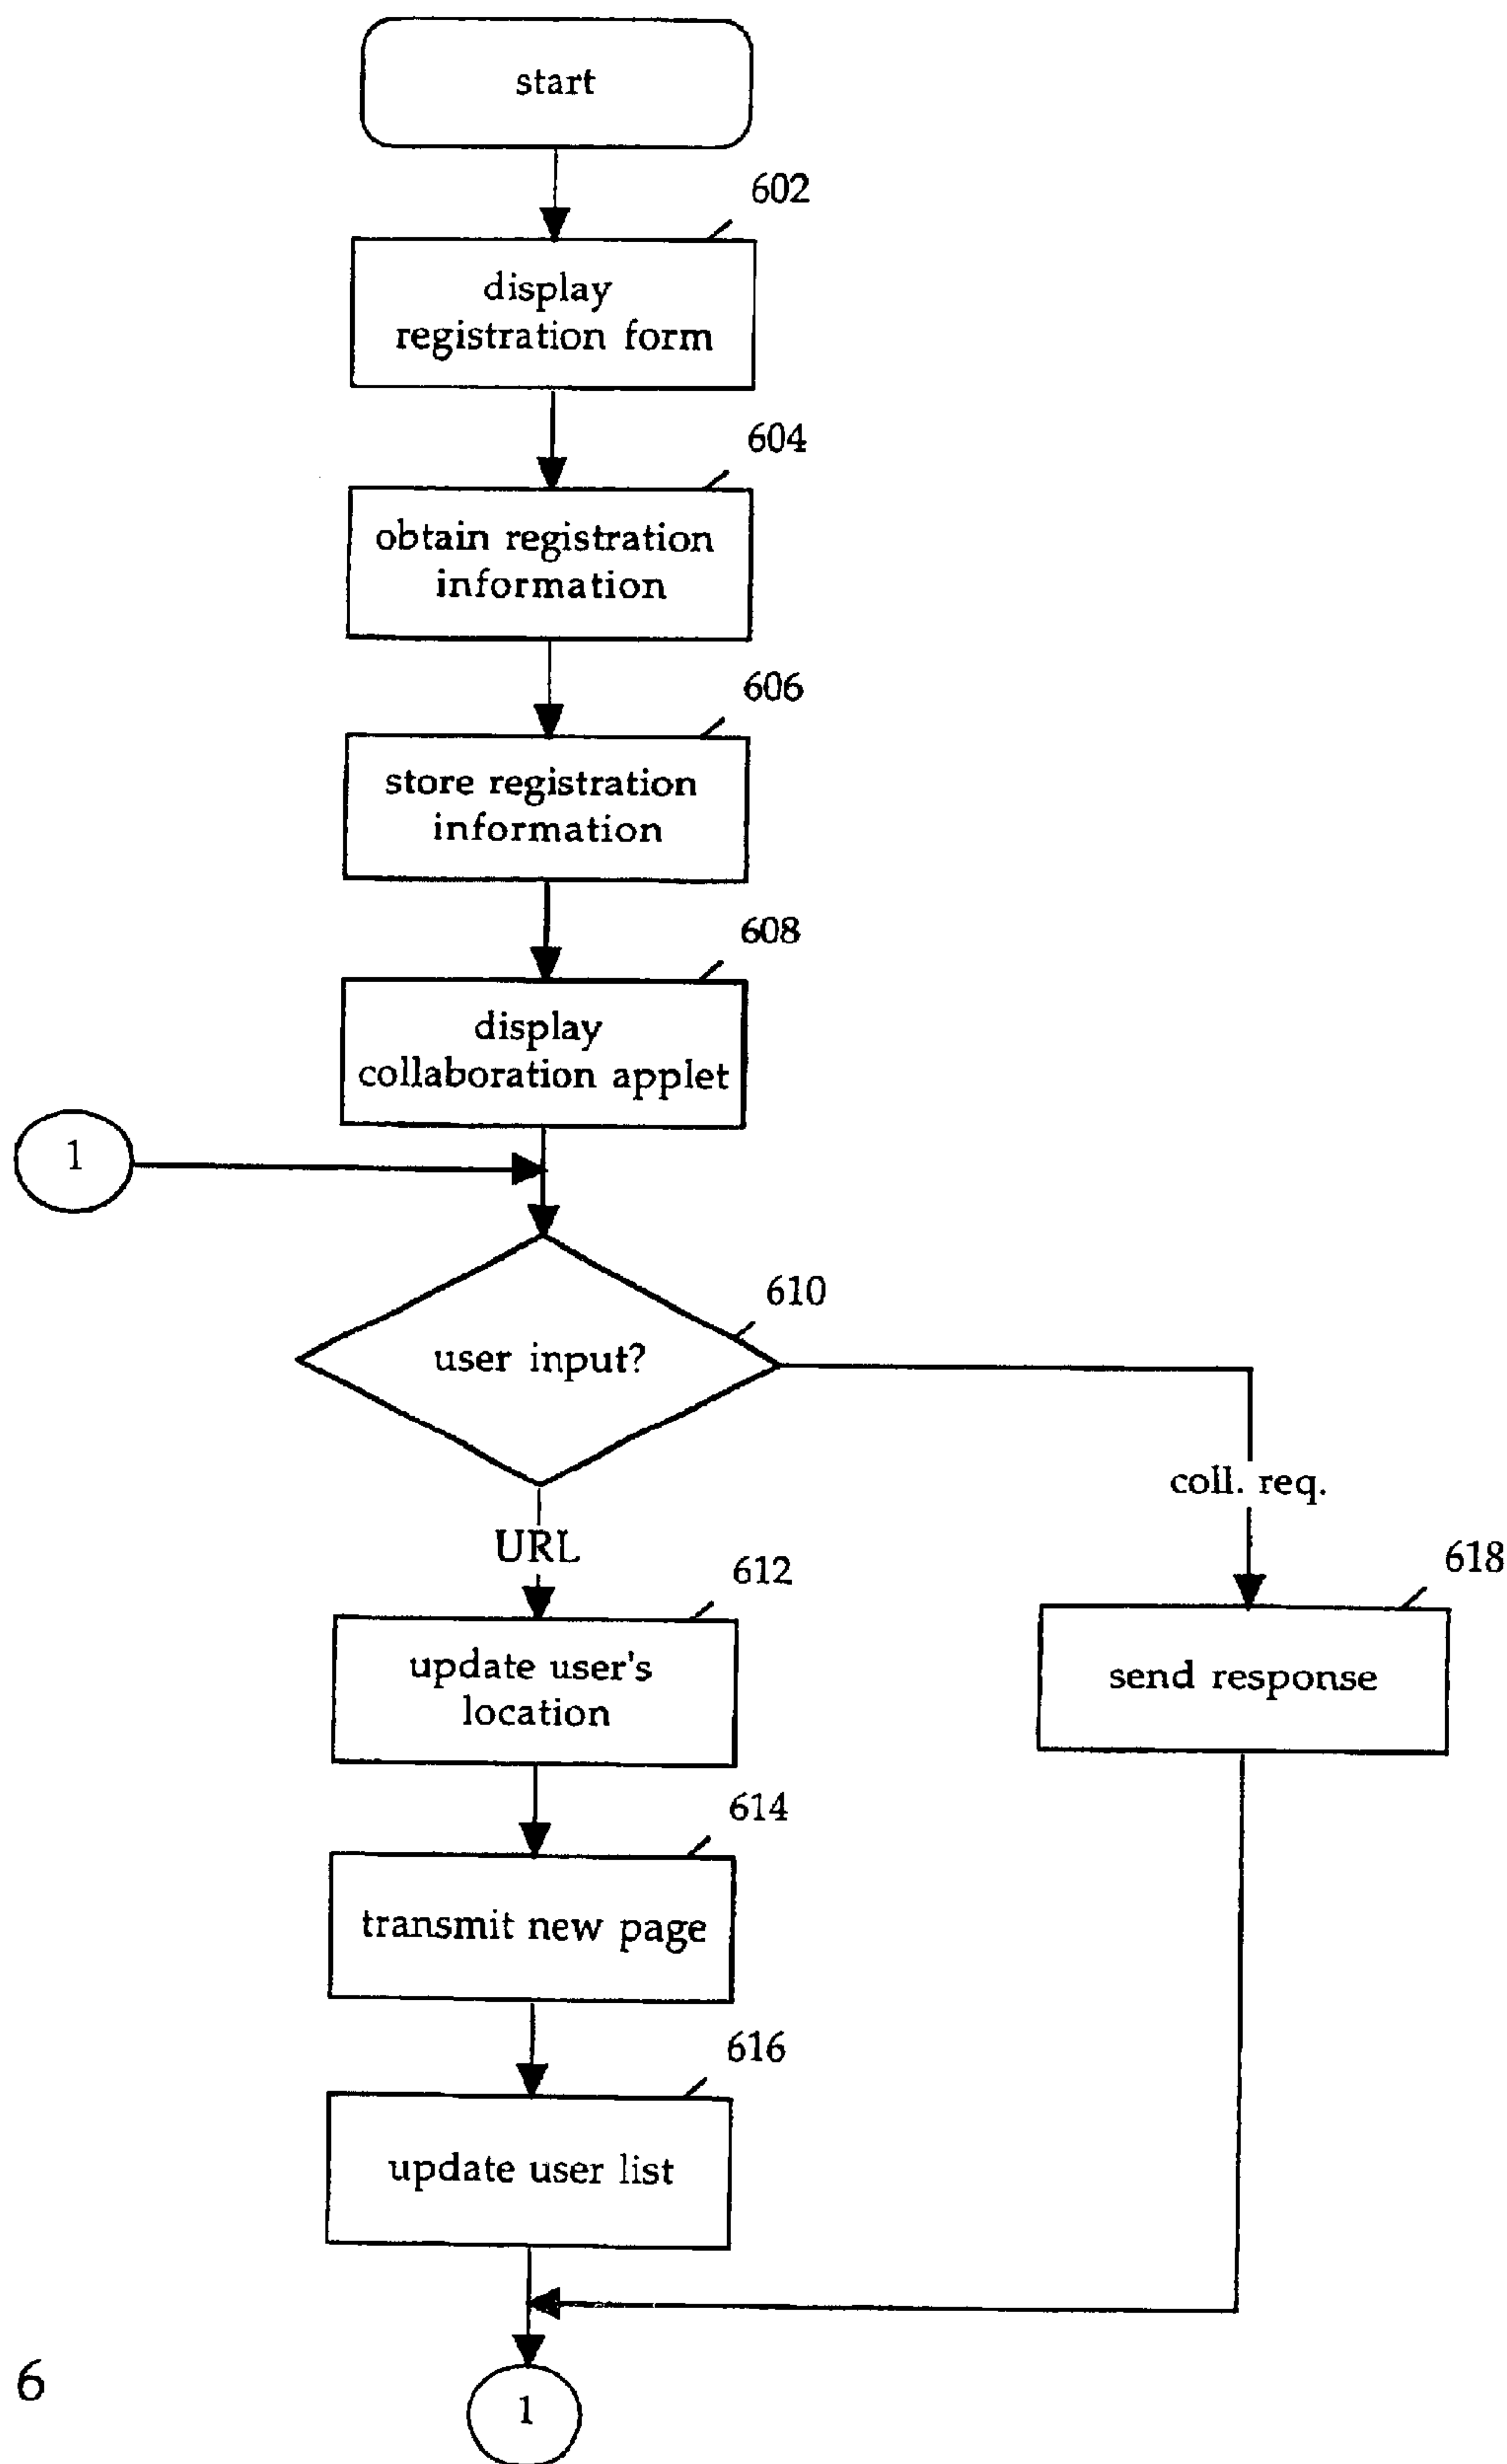 start
602
display
registration form
604
obtain registration
information
606
store registration
information
608
display
collaboration applet
1
610
user input?
coll. req.
URL
612
618
update user's
location
send response
614
transmit new page
616
update user list
6
1